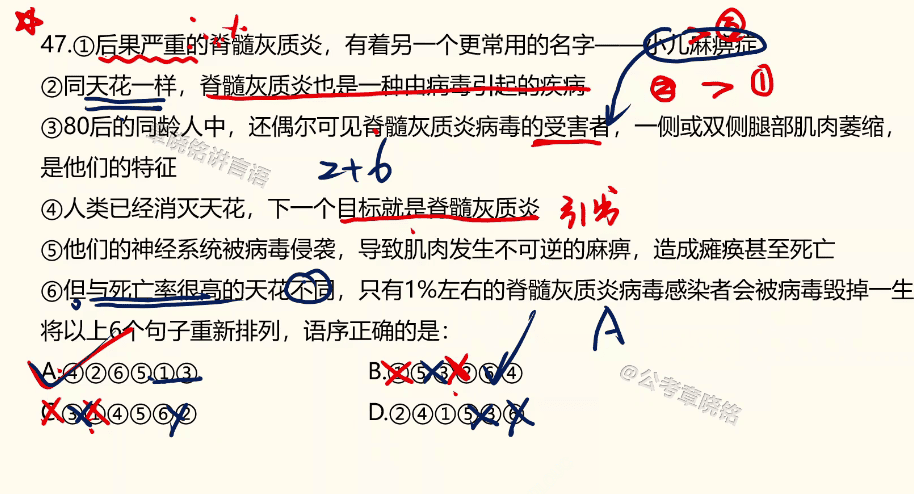 47.①后果严重的脊髓灰质炎，有着另一个更常用的名字——小儿麻痹症
②同天花一样，脊髓灰质炎也是一种由病毒引起的疾病
② > ①
③80后的同龄人中，还偶尔可见脊髓灰质炎病毒的受害者，一侧或双侧腿部肌肉萎缩，
是他们的特征
章晓铭讲言语
2+6
④人类已经消灭天花，下一个目标就是脊髓灰质炎
⑤他们的神经系统被病毒侵袭，导致肌肉发生不可逆的麻痹，造成瘫痪甚至死亡
⑥但与死亡率很高的天花不同，只有1%左右的脊髓灰质炎病毒感染者会被病毒毁掉一生
将以上6个句子重新排列，语序正确的是：
A
A.④②⑥⑤①③
B.①⑤③②⑥④
C.③①④⑤⑥②
D.②④①⑤③⑥
@公考章晓铭